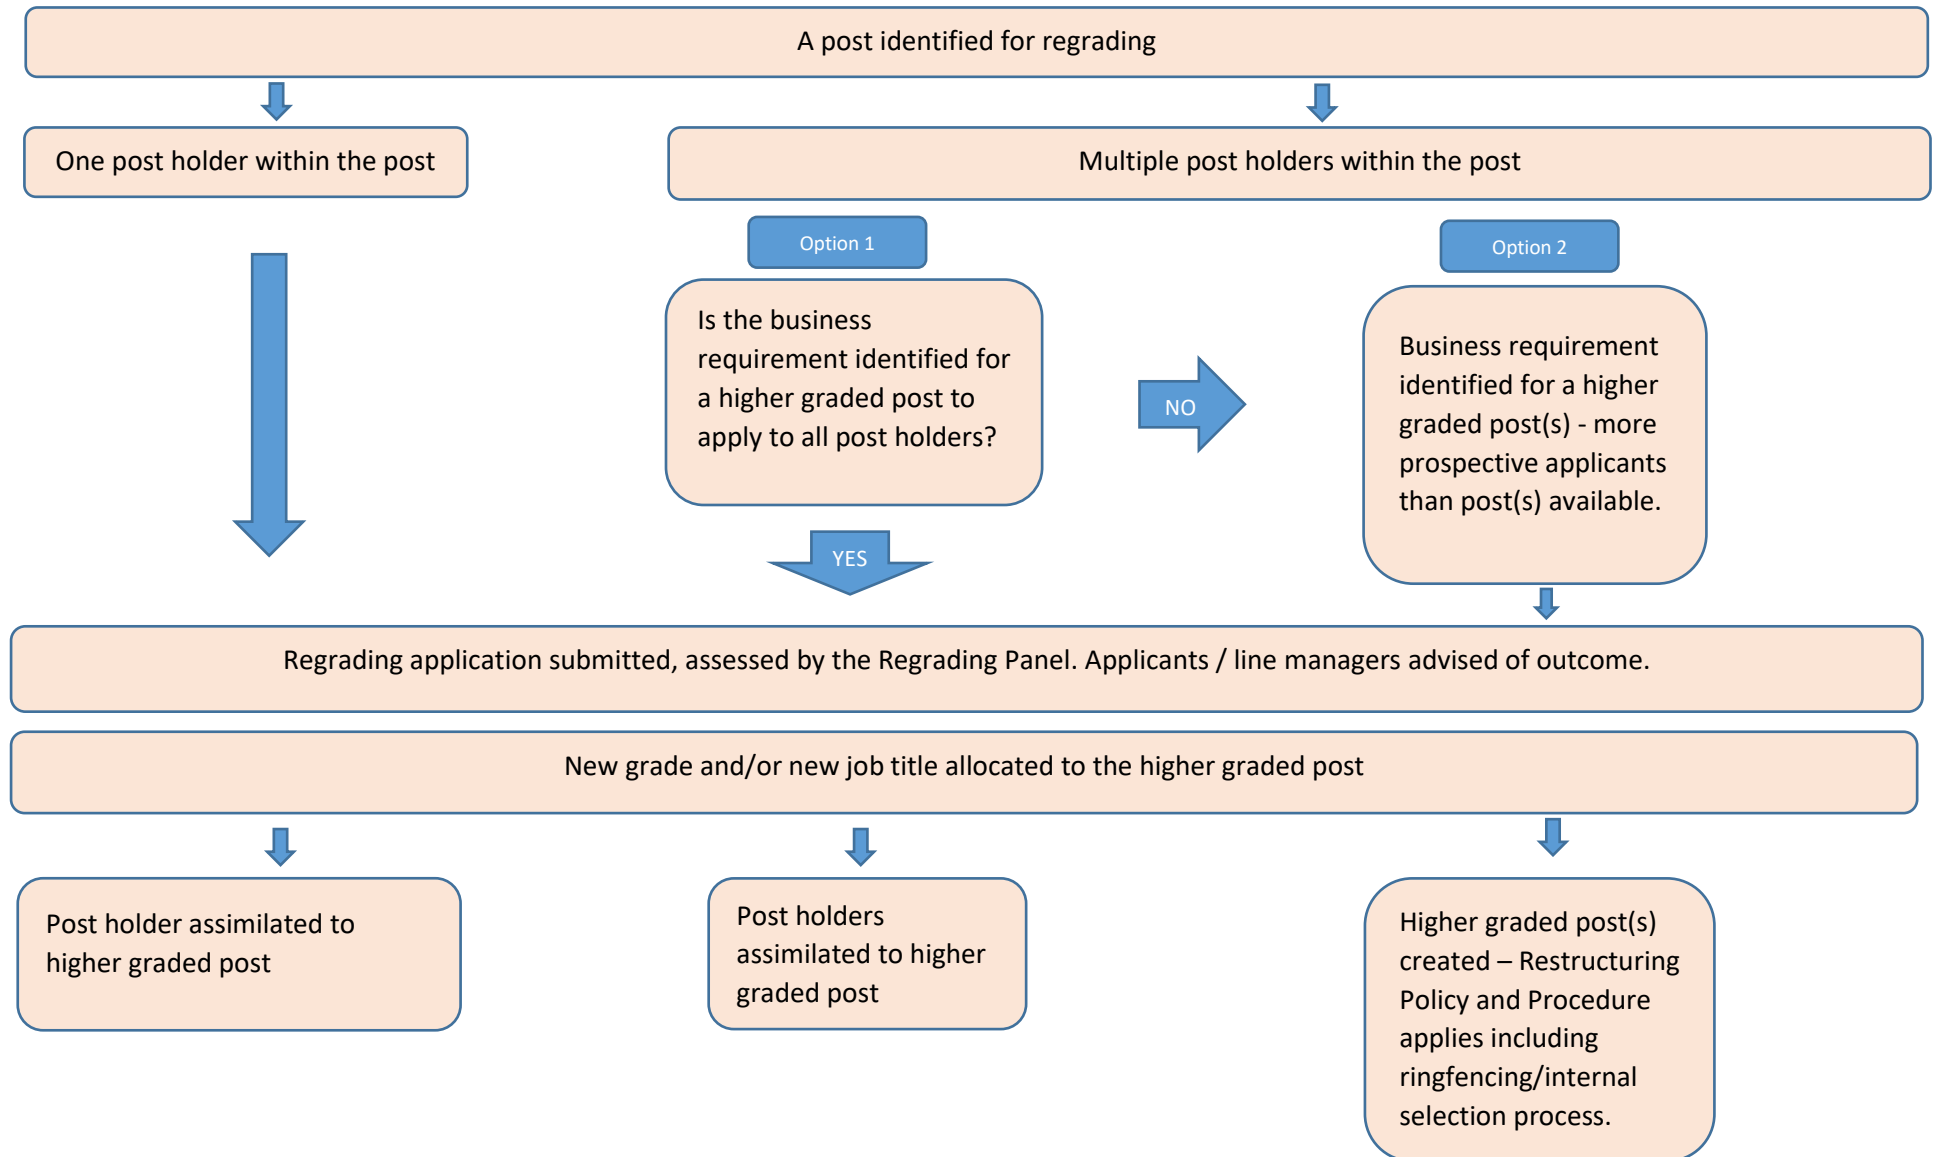 A post identified for regrading
One post holder within the post
Multiple post holders within the post
Option 1
Is the business
requirement identified for
a higher graded post to
apply to all post holders?
NO
YES
Option 2
Business requirement
identified for a higher
graded post(s) - more
prospective applicants
than post(s) available.
Regrading application submitted, assessed by the Regrading Panel. Applicants / line managers advised of outcome.
New grade and/or new job title allocated to the higher graded post
Post holder assimilated to
higher graded post
Post holders
assimilated to higher
graded post
Higher graded post(s)
created – Restructuring
Policy and Procedure
applies including
ringfencing/internal
selection process.